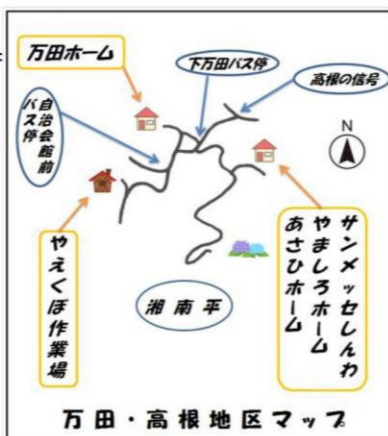 万田ホーム
下万田バス停
高根の信号
自治会館前
バス停
N
サンメッセしんわ
やましろホーム
あさひホーム
やえくぼ作業場
湘南平
万田・高根地区マップ